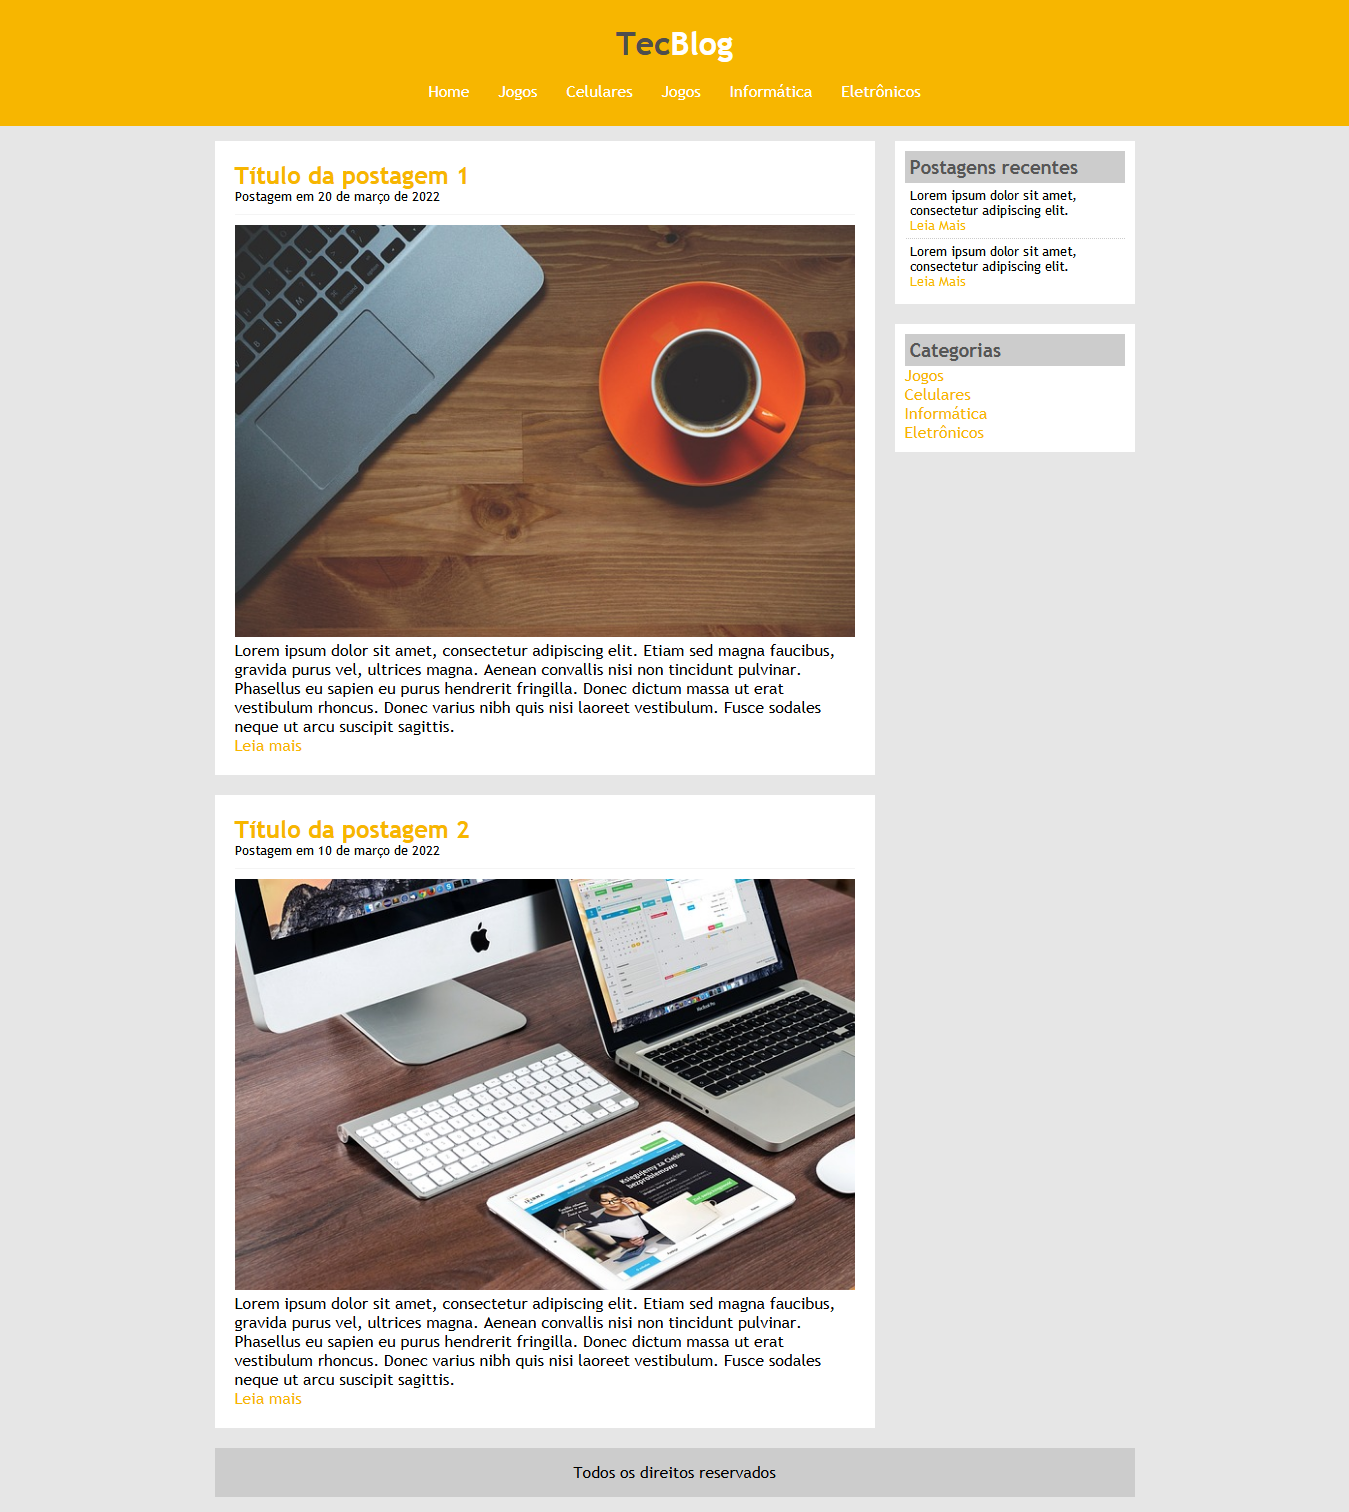 TecBlog
Home Jogos Celulares Jogos Informática Eletrônicos
Título da postagem 1
Postagem em 20 de março de 2022
command
Lorem ipsum dolor sit amet, consectetur adipiscing elit. Etiam sed magna faucibus,
gravida purus vel, ultrices magna. Aenean convallis nisi non tincidunt pulvinar.
Phasellus eu sapien eu purus hendrerit fringilla. Donec dictum massa ut erat
vestibulum rhoncus. Donec varius nibh quis nisi laoreet vestibulum. Fusce sodales
neque ut arcu suscipit sagittis.
Leia mais
Título da postagem 2
Postagem em 10 de março de 2022
MacBook Pro
Księgujemy za Ciebie
bezproblemowo
Lorem ipsum dolor sit amet, consectetur adipiscing elit. Etiam sed magna faucibus,
gravida purus vel, ultrices magna. Aenean convallis nisi non tincidunt pulvinar.
Phasellus eu sapien eu purus hendrerit fringilla. Donec dictum massa ut erat
vestibulum rhoncus. Donec varius nibh quis nisi laoreet vestibulum. Fusce sodales
neque ut arcu suscipit sagittis.
Leia mais
Postagens recentes
Lorem ipsum dolor sit amet,
consectetur adipiscing elit.
Leia Mais
Lorem ipsum dolor sit amet,
consectetur adipiscing elit.
Leia Mais
Categorias
Jogos
Celulares
Informática
Eletrônicos
Todos os direitos reservados